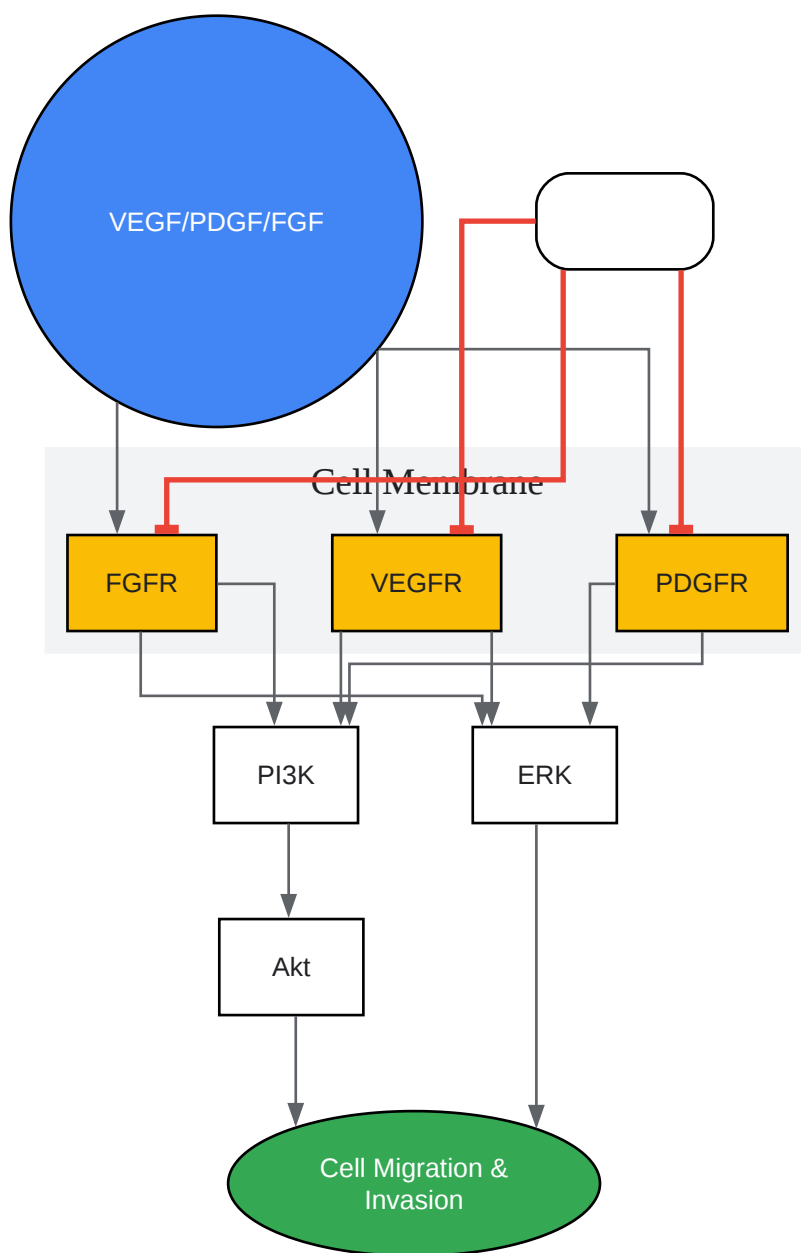 VEGF/PDGF/FGF
Cell Membrane
FGFR
VEGFR
PDGFR
PI3K
ERK
Akt
Cell Migration &
Invasion